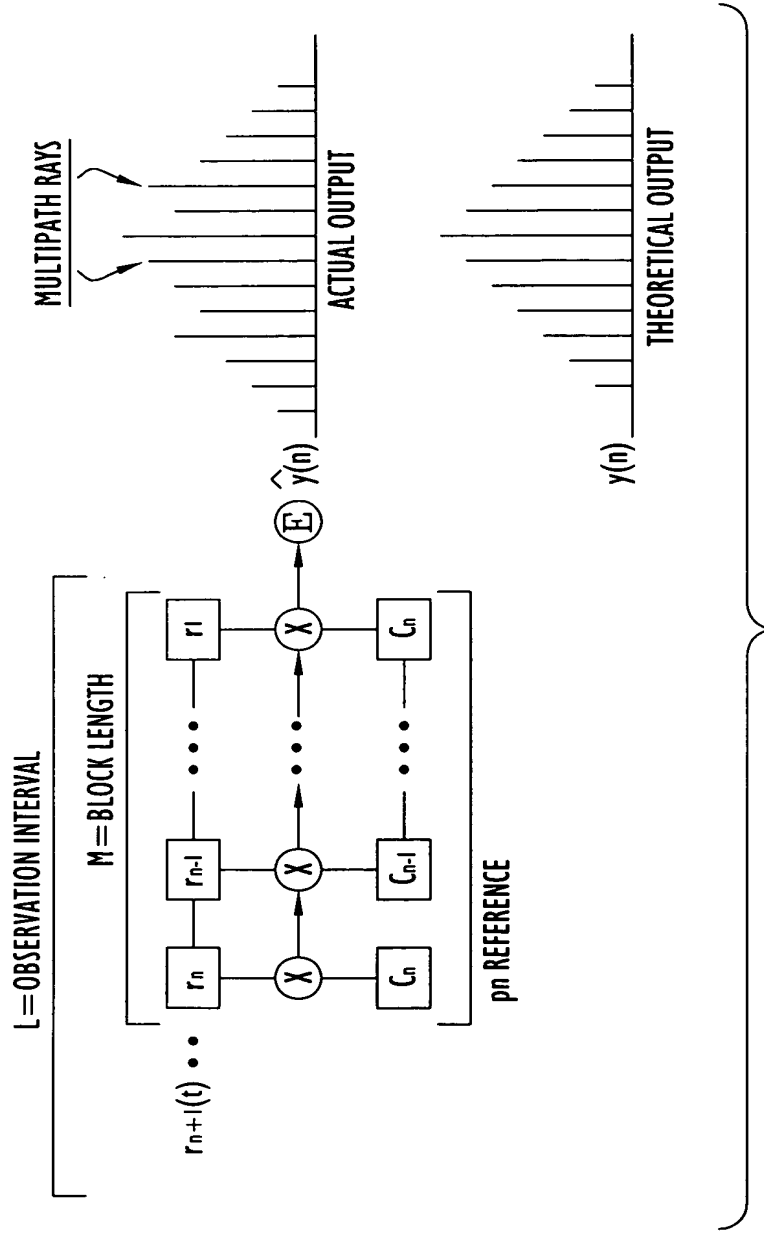 L=OBSERVATION INTERVAL
M=BLOCK LENGTH
rn+1(t) •• rn rn-1 ••• r1
X X ••• X E ŷ(n)
Cn Cn-1 ••• Cn
pn REFERENCE
MULTIPATH RAYS
ACTUAL OUTPUT
y(n)
THEORETICAL OUTPUT